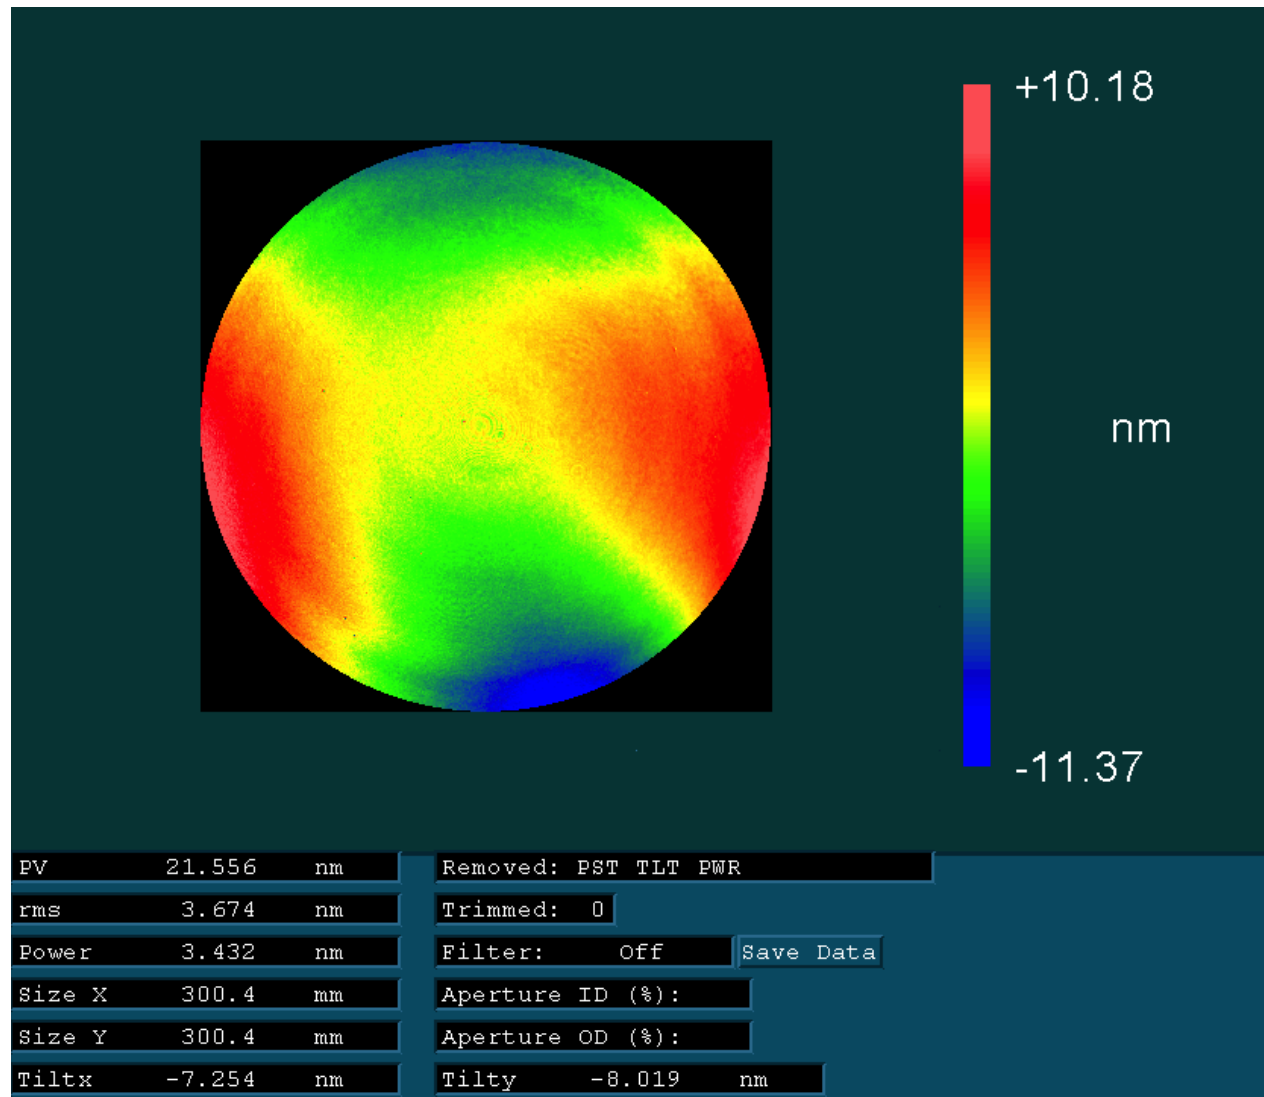 +10.18
nm
-11.37
PV 21.556 nm
Removed: PST TLT PWR
rms 3.674 nm
Trimmed: 0
Power 3.432 nm
Filter: Off
Save Data
Size X 300.4 mm
Aperture ID (%):
Size Y 300.4 mm
Aperture OD (%):
Tiltx -7.254 nm
Tilty -8.019 nm